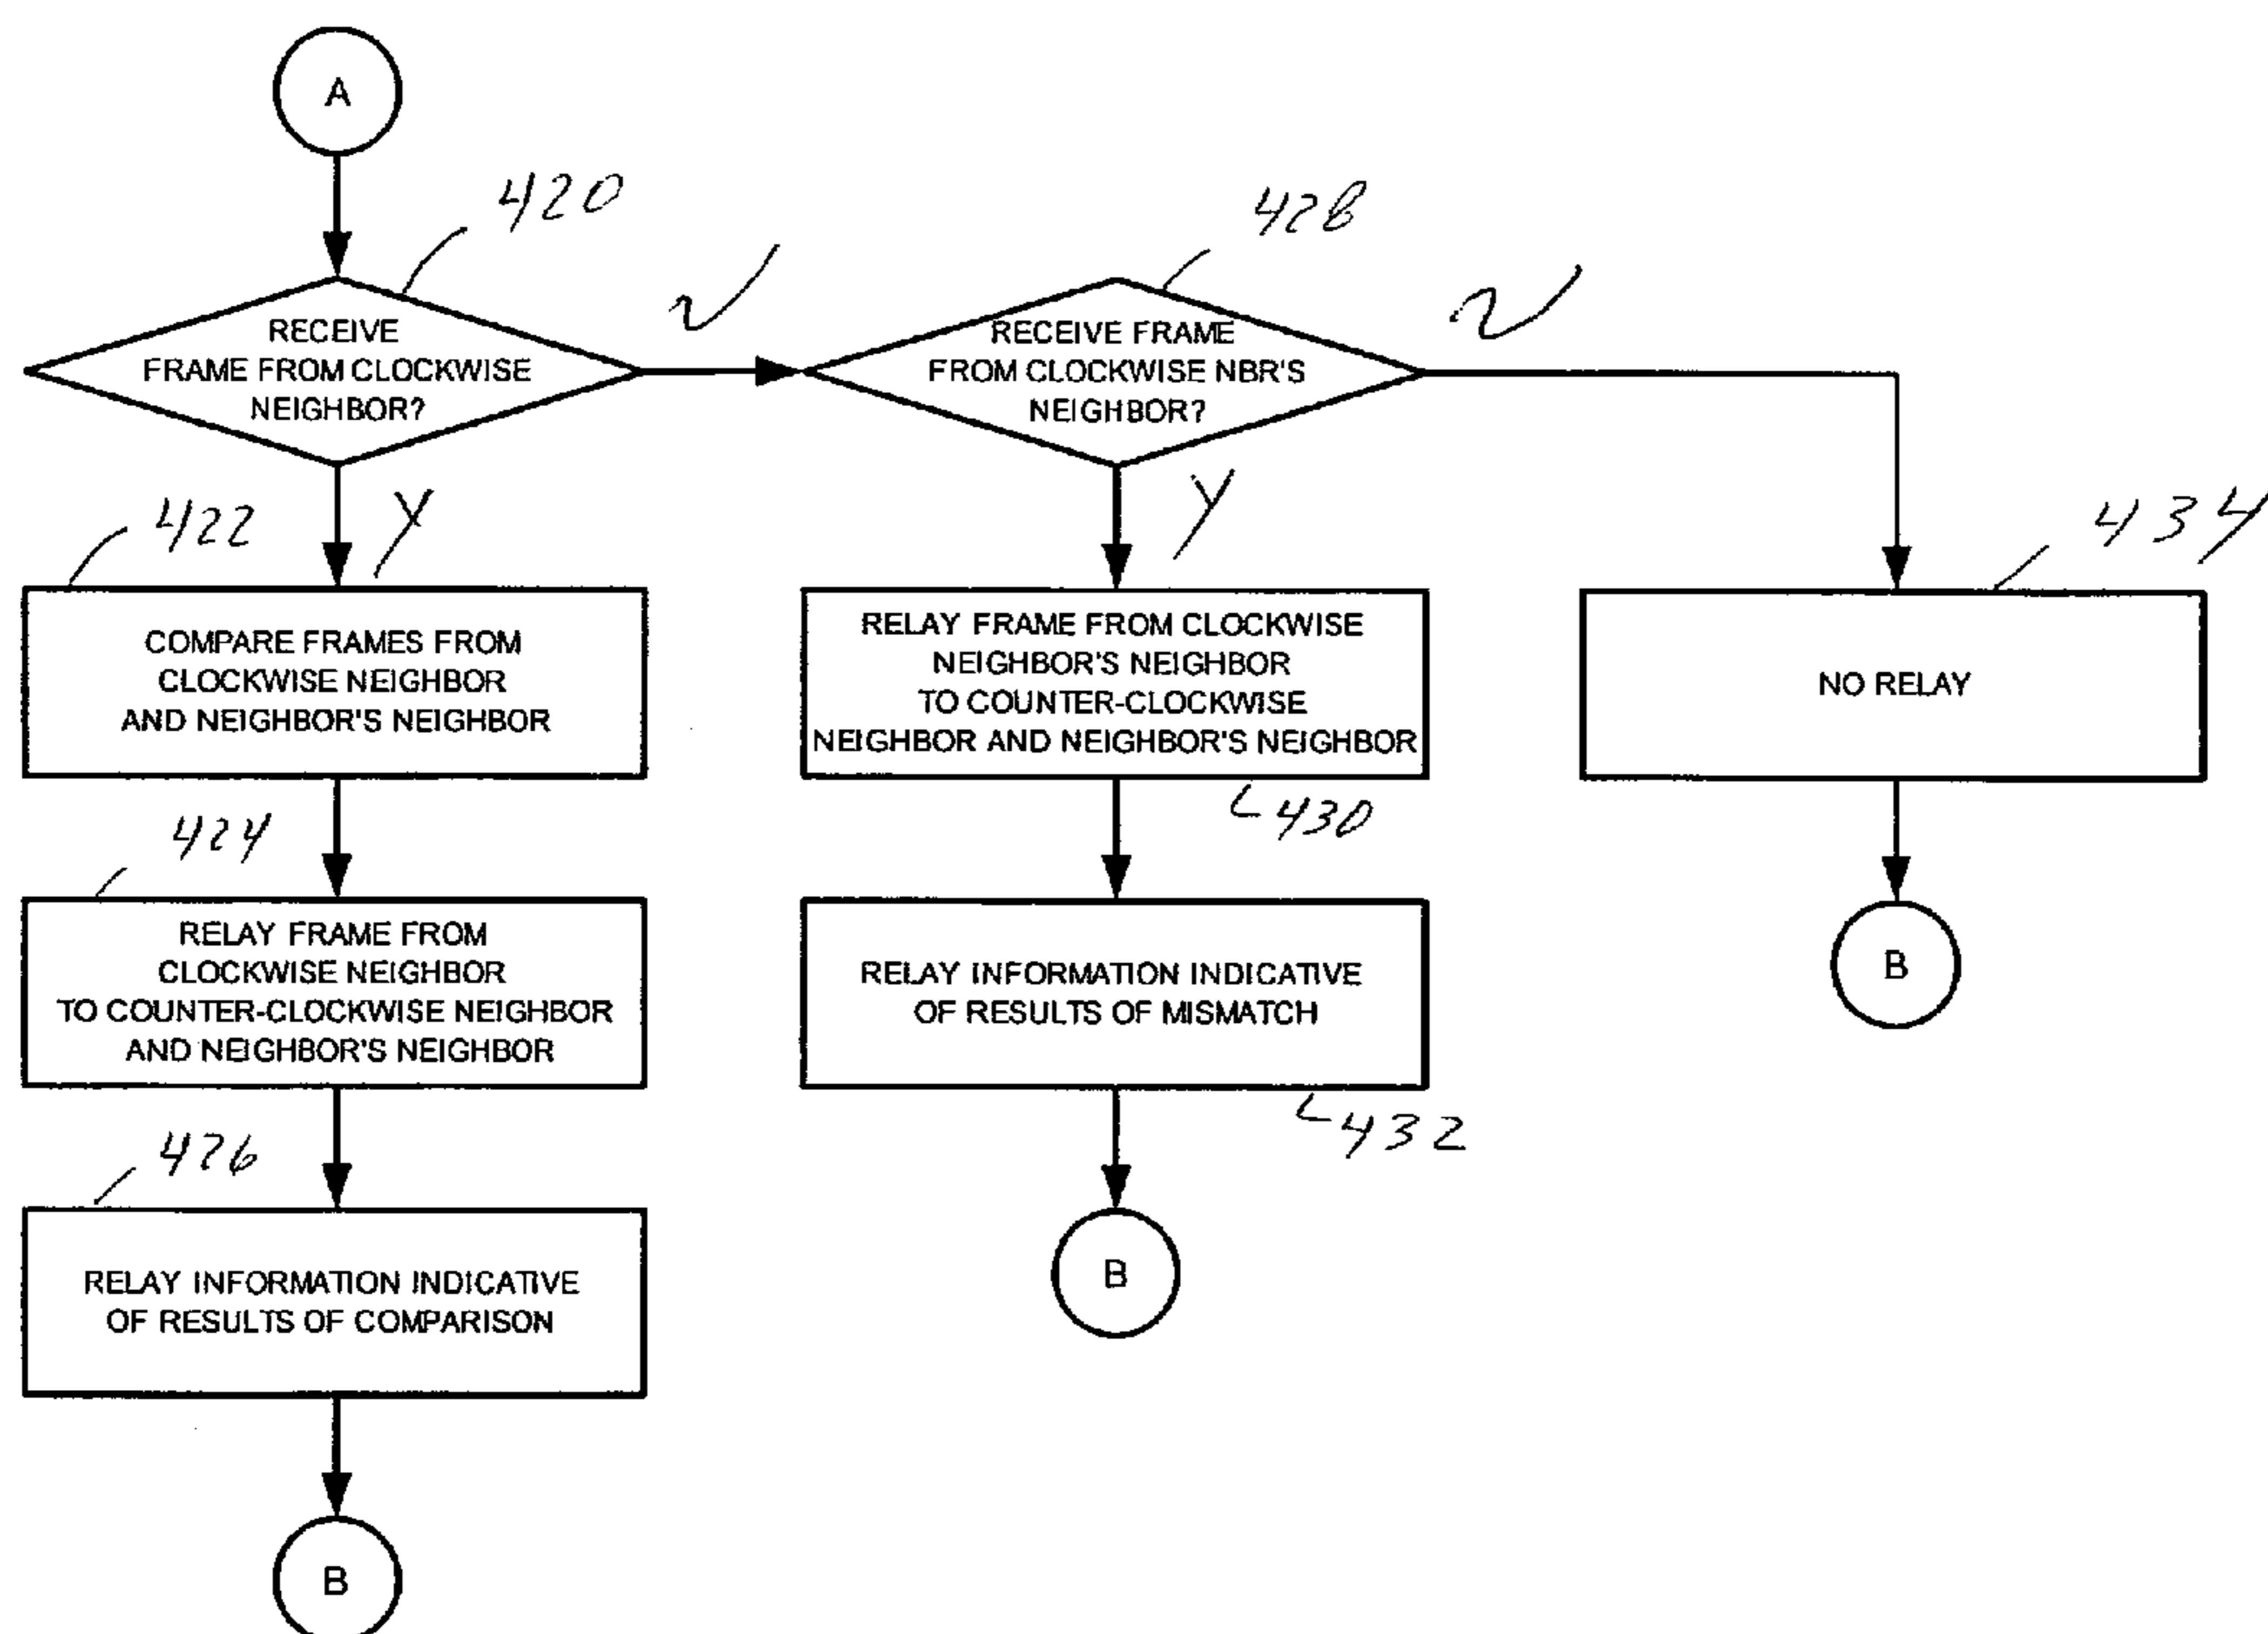 A
420
428
N
N
RECEIVE
FRAME FROM CLOCKWISE
NEIGHBOR?
RECEIVE FRAME
FROM CLOCKWISE NBR'S
NEIGHBOR?
Y
Y
422
434
COMPARE FRAMES FROM
CLOCKWISE NEIGHBOR
AND NEIGHBOR'S NEIGHBOR
RELAY FRAME FROM CLOCKWISE
NEIGHBOR'S NEIGHBOR
TO COUNTER-CLOCKWISE
NEIGHBOR AND NEIGHBOR'S NEIGHBOR
NO RELAY
424
430
RELAY FRAME FROM
CLOCKWISE NEIGHBOR
TO COUNTER-CLOCKWISE NEIGHBOR
AND NEIGHBOR'S NEIGHBOR
RELAY INFORMATION INDICATIVE
OF RESULTS OF MISMATCH
B
426
432
RELAY INFORMATION INDICATIVE
OF RESULTS OF COMPARISON
B
B